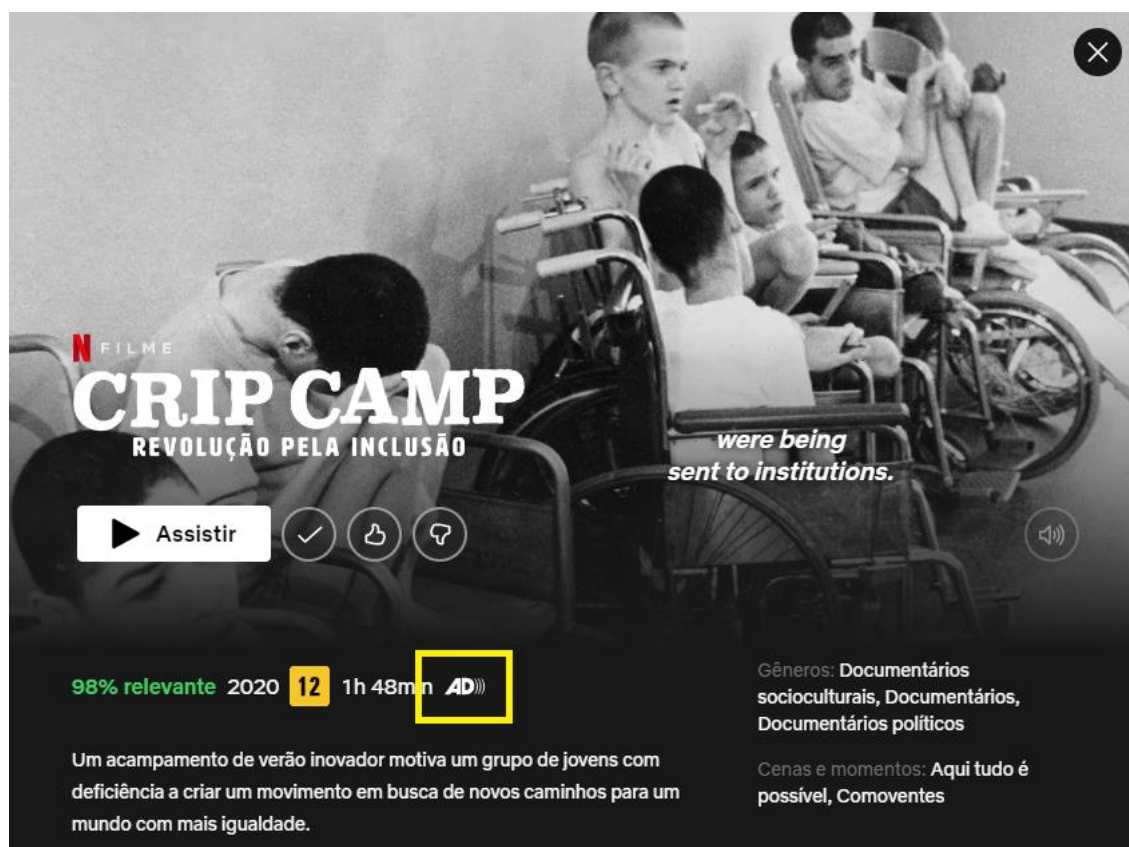 N FILME
CRIP CAMP
REVOLUÇÃO PELA INCLUSÃO
were being
sent to institutions.
Assistir
98% relevante 2020 12 1h 48min AD)))
Um acampamento de verão inovador motiva um grupo de jovens com
deficiência a criar um movimento em busca de novos caminhos para um
mundo com mais igualdade.
Gêneros: Documentários
socioculturais, Documentários,
Documentários políticos
Cenas e momentos: Aqui tudo é
possível, Comoventes